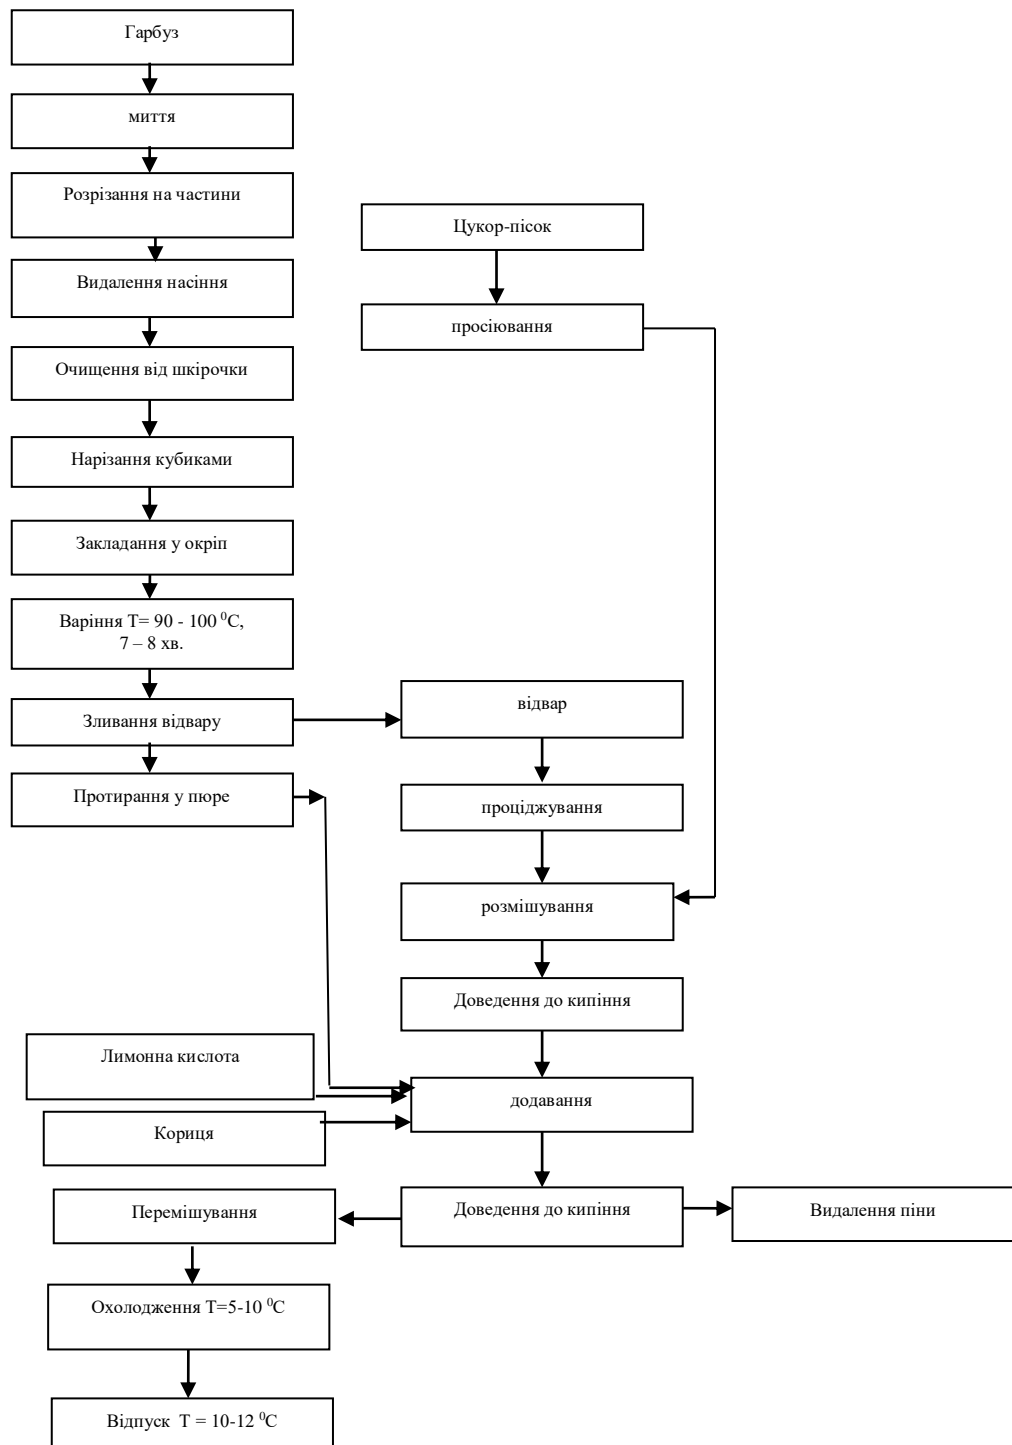 Гарбуз
миття
Розрізання на частини
Цукор-пісок
Видалення насіння
просіювання
Очищення від шкірочки
Нарізання кубиками
Закладання у окріп
Варіння Т= 90 - 100 ⁰С,
7 – 8 хв.
відвар
Зливання відвару
Протирання у пюре
проціджування
розмішування
Доведення до кипіння
Лимонна кислота
додавання
Кориця
Перемішування
Доведення до кипіння
Видалення піни
Охолодження Т=5-10 ⁰С
Відпуск Т = 10-12 ⁰С